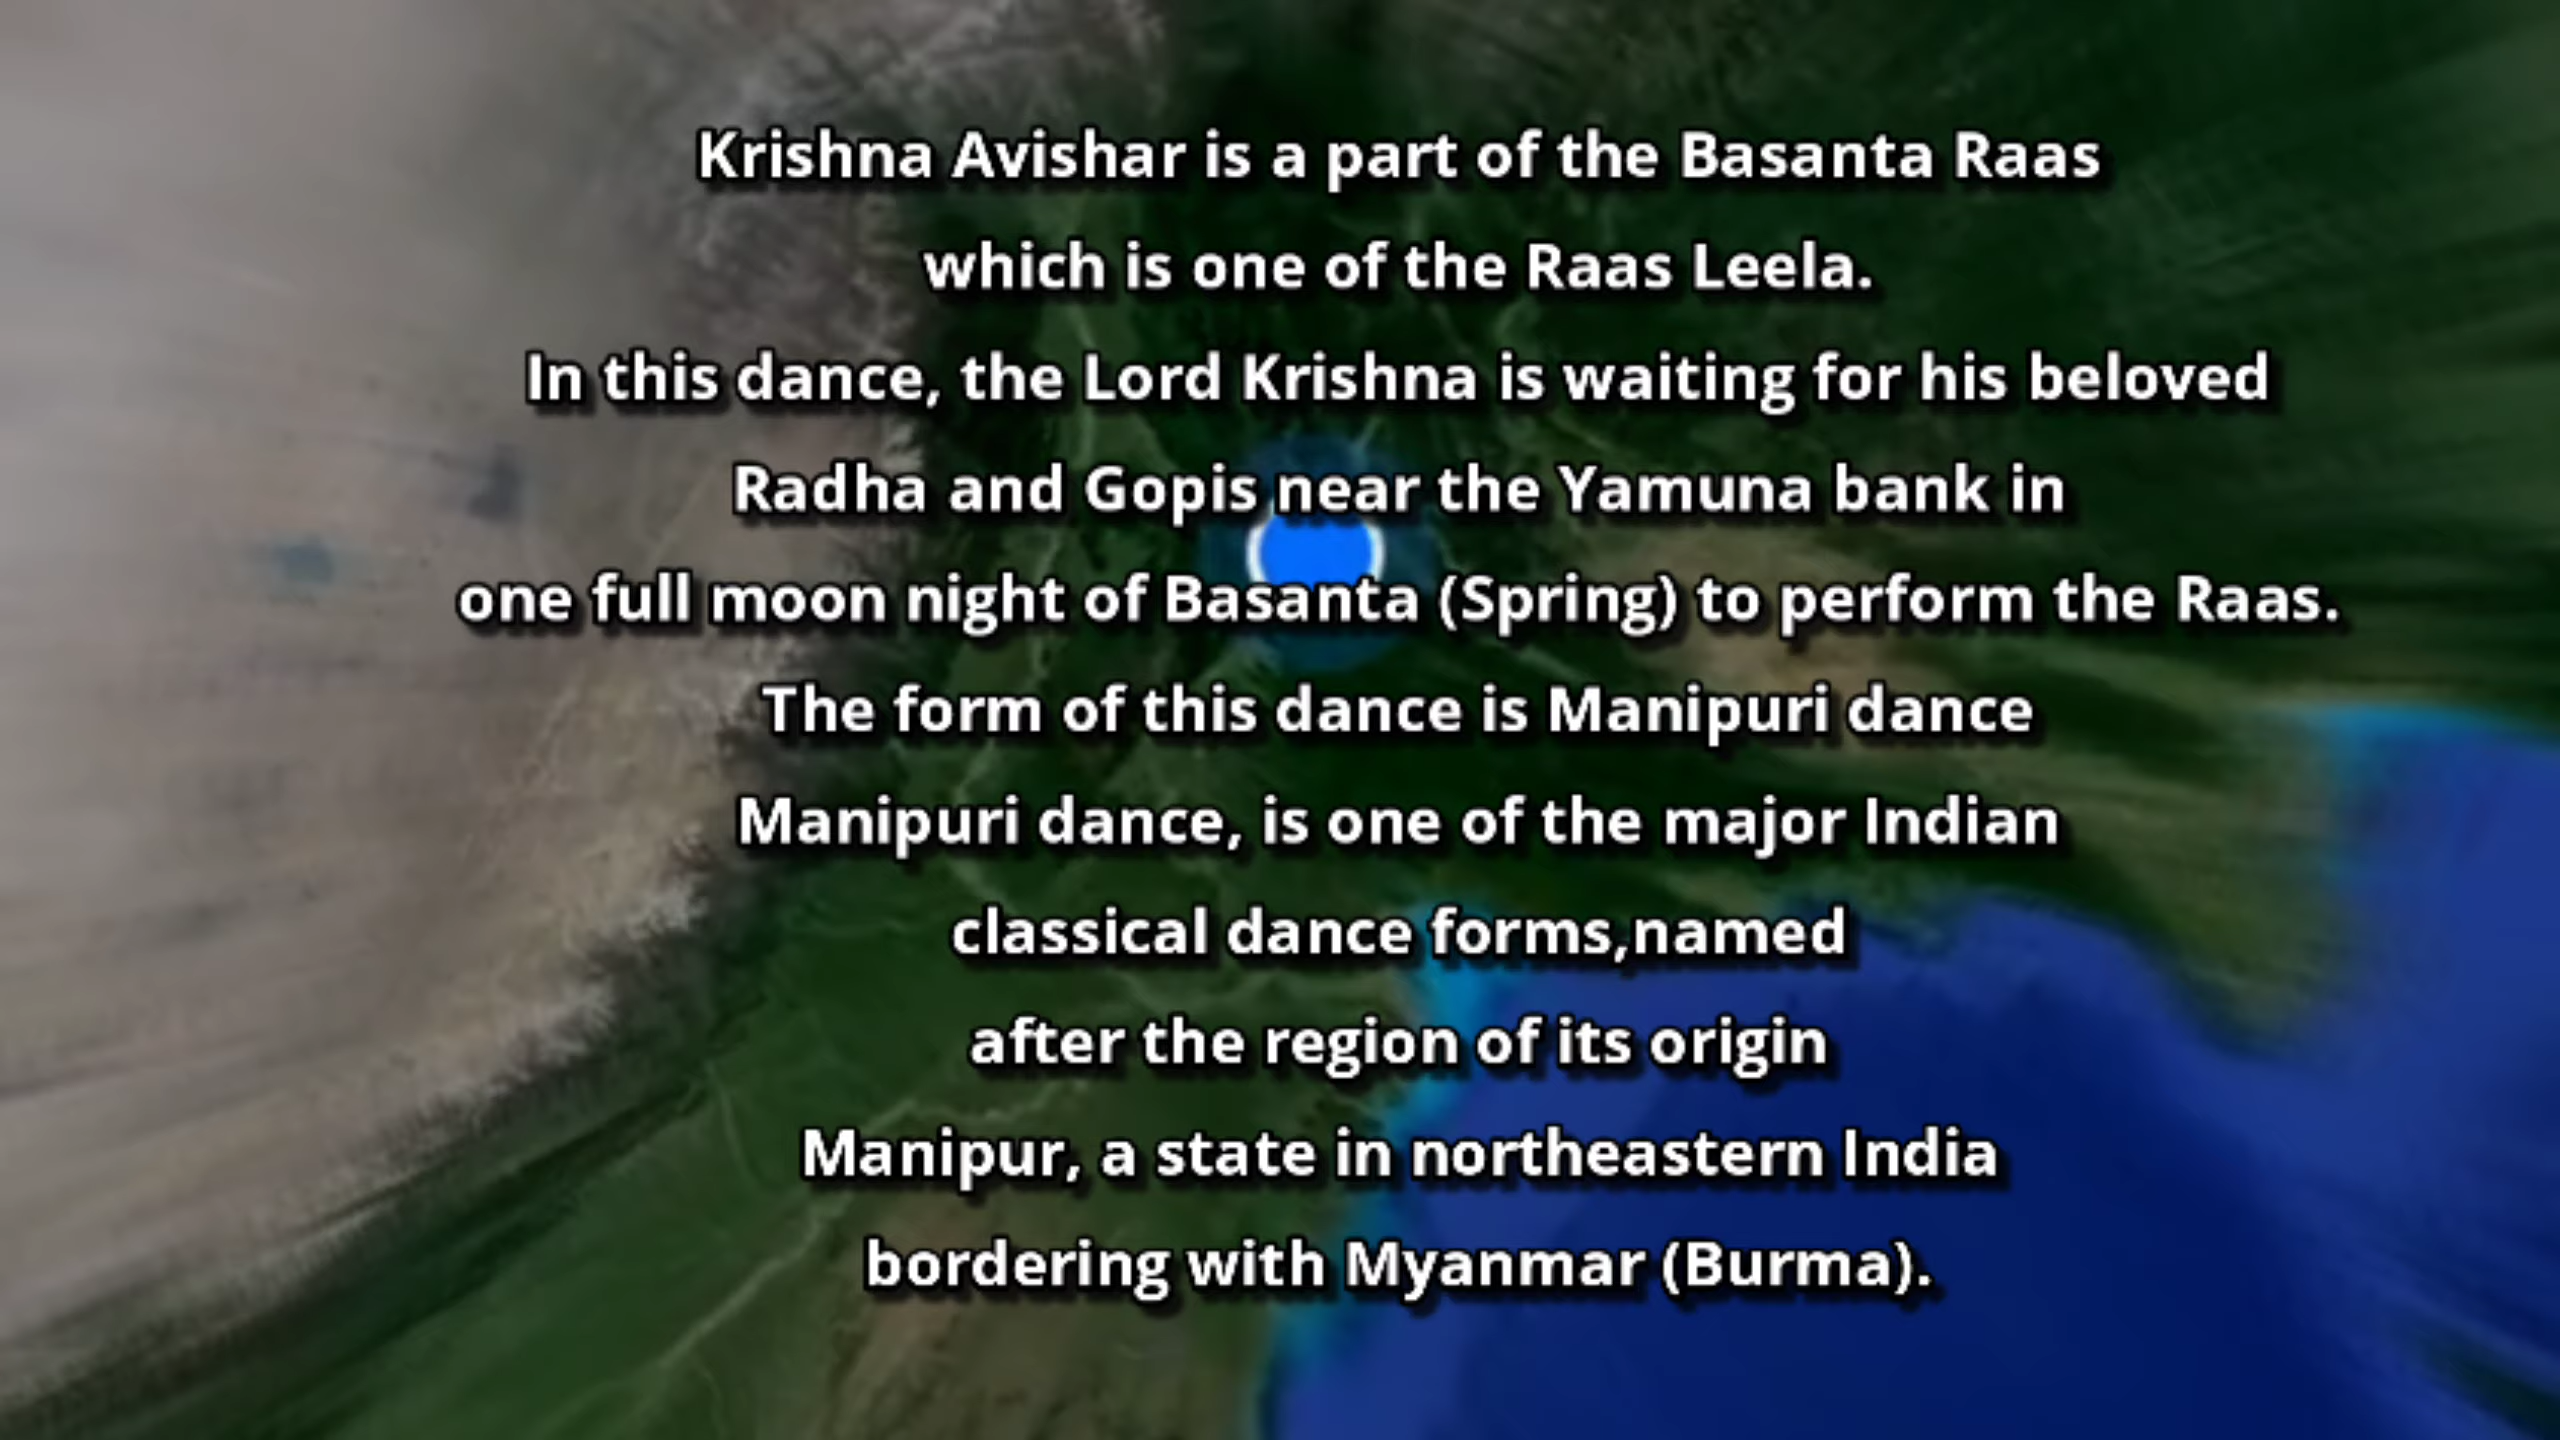 Krishna Avishar is a part of the Basanta Raas
which is one of the Raas Leela.
In this dance, the Lord Krishna is waiting for his beloved
Radha and Gopis near the Yamuna bank in
one full moon night of Basanta (Spring) to perform the Raas.
The form of this dance is Manipuri dance
Manipuri dance, is one of the major Indian
classical dance forms,named
after the region of its origin
Manipur, a state in northeastern India
bordering with Myanmar (Burma).